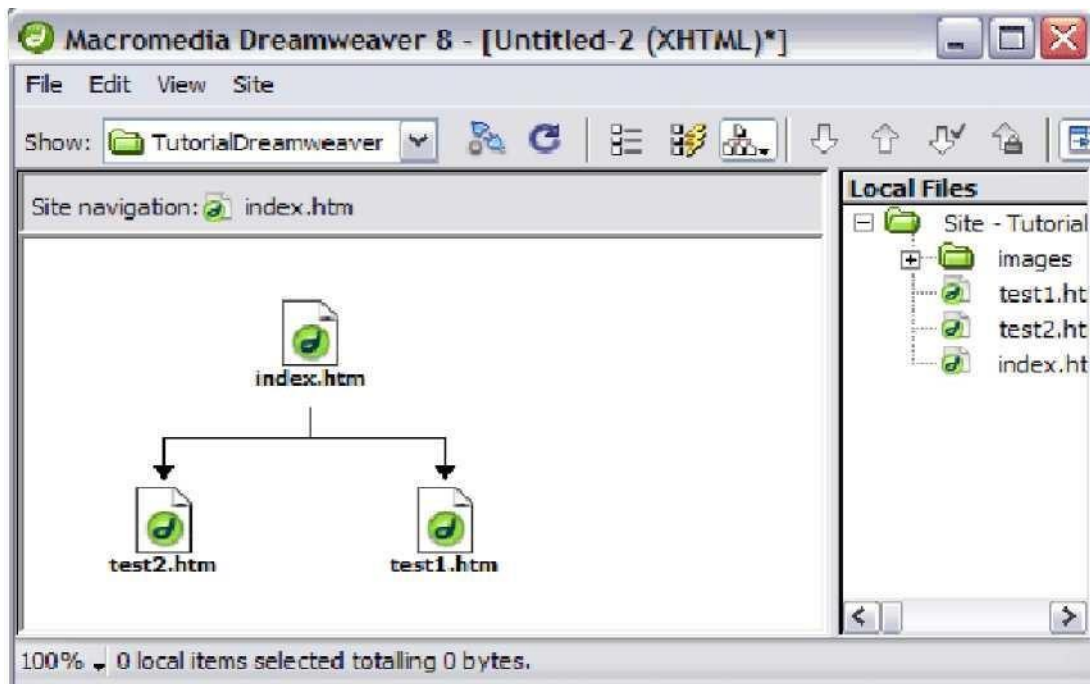 Macromedia Dreamweaver 8 - [Untitled-2 (XHTML)*]
File Edit View Site
Show: TutorialDreamweaver
Site navigation: index.htm
index.htm
test2.htm test1.htm
Local Files
Site - Tutorial
images
test1.ht
test2.ht
index.ht
100% 0 local items selected totalling 0 bytes.